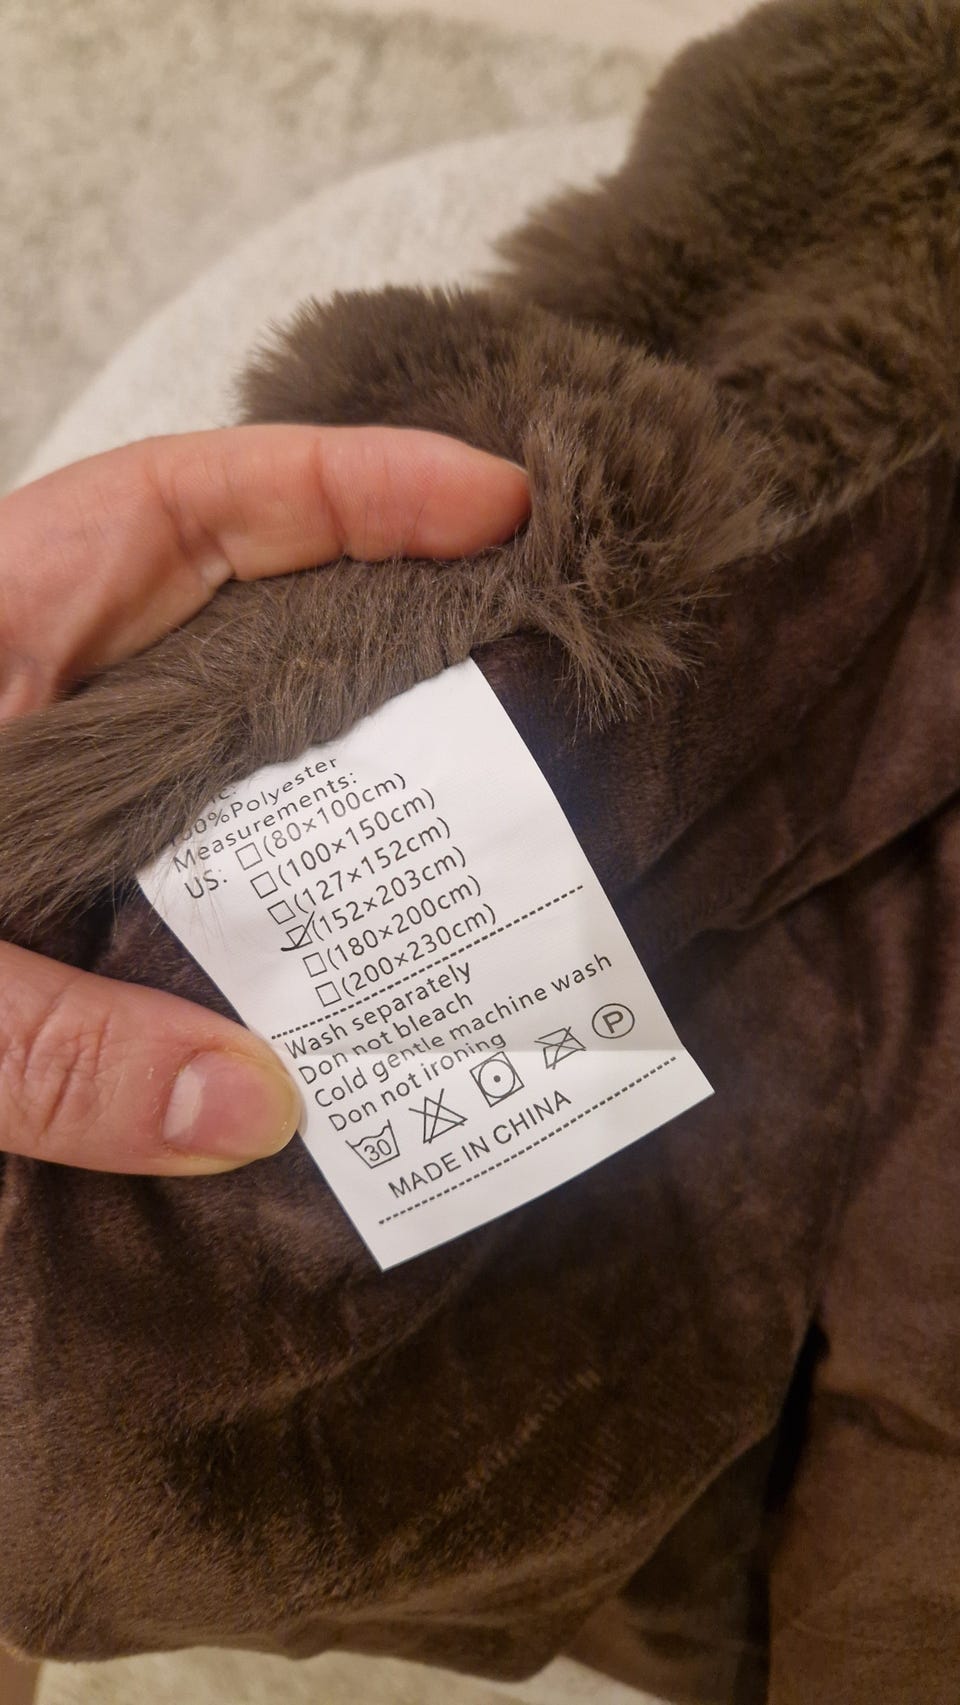 100%Polyester
Measurements:
US: □(80×100cm)
□(100×150cm)
□(127×152cm)
☑(152×203cm)
□(180×200cm)
□(200×230cm)
Wash separately
Don not bleach
Cold gentle machine wash
Don not ironing
30 P
MADE IN CHINA